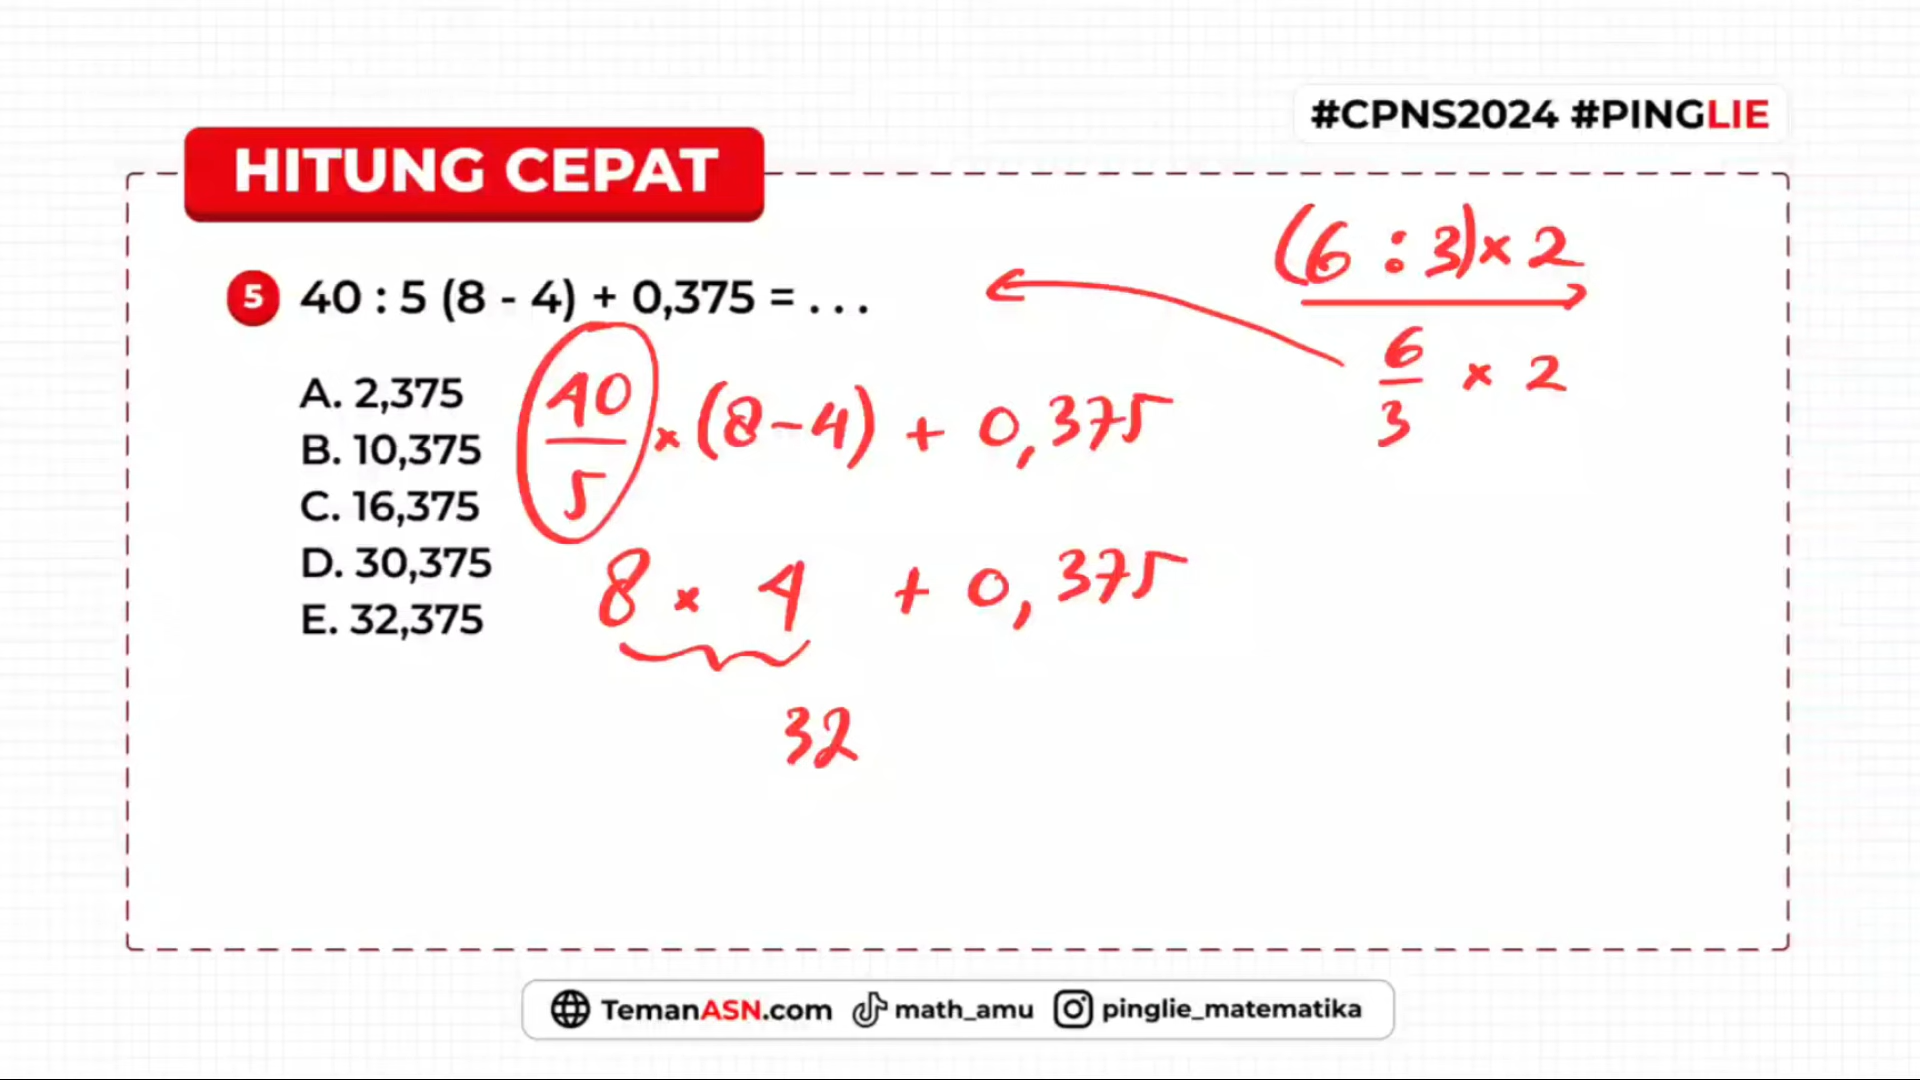 #CPNS2024 #PINGLIE
HITUNG CEPAT
5 40 : 5 (8 - 4) + 0,375 = . . .
A. 2,375
B. 10,375
C. 16,375
D. 30,375
E. 32,375
(6 : 3) × 2
6/3 × 2
40/5 × (8 - 4) + 0,375
8 × 4 + 0,375
32
TemanASN.com math_amu pinglie_matematika